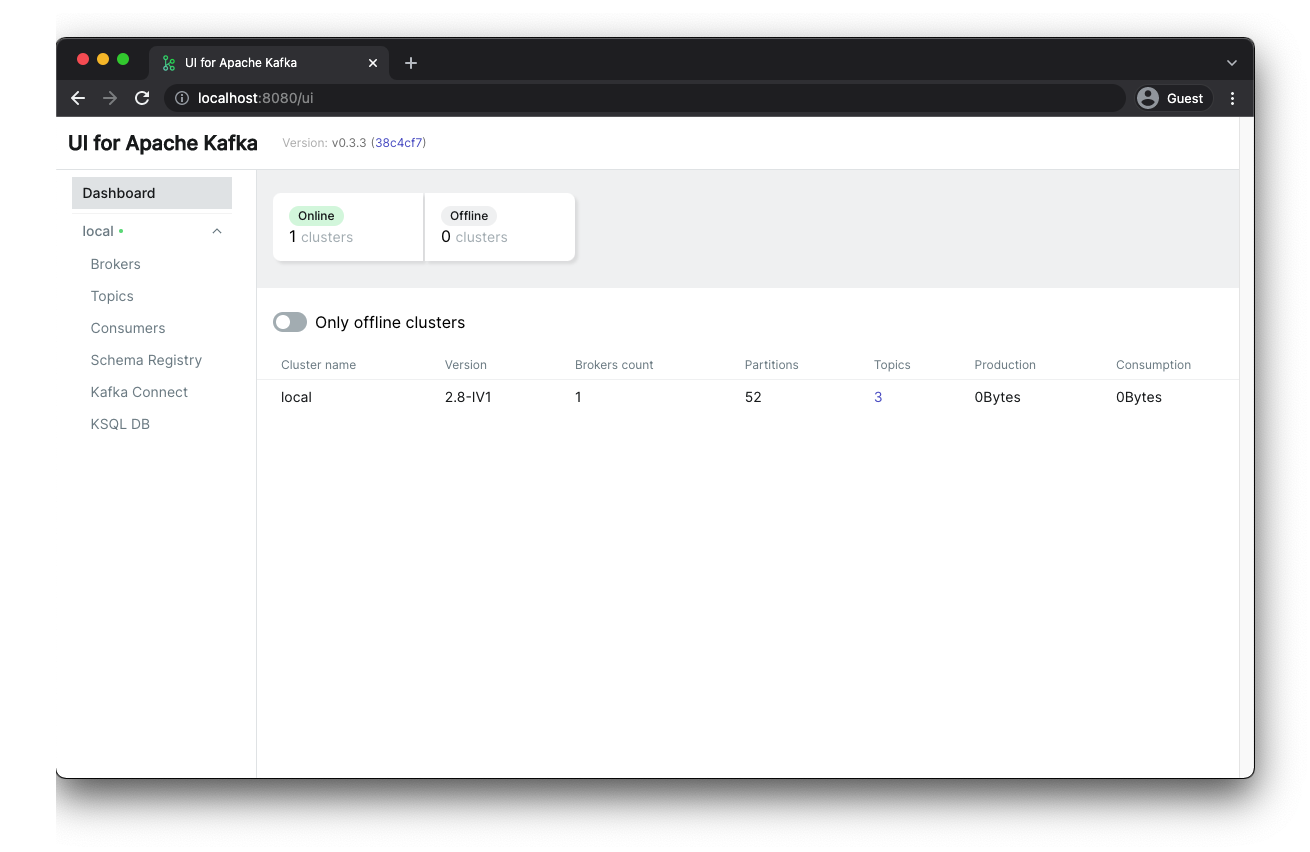 UI for Apache Kafka
localhost:8080/ui
Guest
UI for Apache Kafka Version: v0.3.3 (38c4cf7)
Dashboard
local
Brokers
Topics
Consumers
Schema Registry
Kafka Connect
KSQL DB
Online
1 clusters
Offline
0 clusters
Only offline clusters
Cluster name Version Brokers count Partitions Topics Production Consumption
local 2.8-IV1 1 52 3 0Bytes 0Bytes